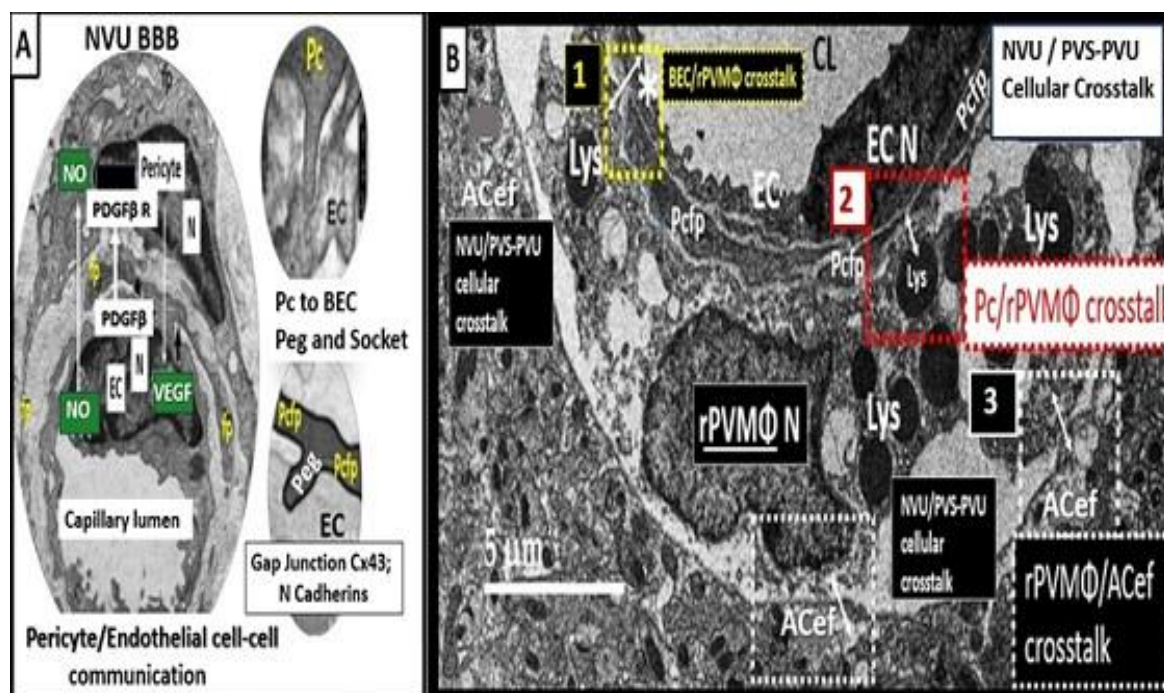 A
NVU BBB
fp
Pc
NO
Pericyte
PDGFβ R
N
EC
fp
PDGFβ
Pc to BEC
Peg and Socket
N
EC
NO
VEGF
fp
fp
Pcfp
Peg
Pcfp
EC
Capillary lumen
Gap Junction Cx43;
N Cadherins
Pericyte/Endothelial cell-cell
communication
B
1
*
BEC/rPVMΦ crosstalk
CL
Pcfp
NVU / PVS-PVU
Cellular Crosstalk
Lys
EC N
ACef
EC
2
Lys
Pcfp
Pcfp
Lys
NVU/PVS-PVU
cellular
crosstalk
Pc/rPVMΦ crosstalk
rPVMΦ N
Lys
3
5 µm
NVU/PVS-PVU
cellular
crosstalk
ACef
ACef
rPVMΦ/ACef
crosstalk